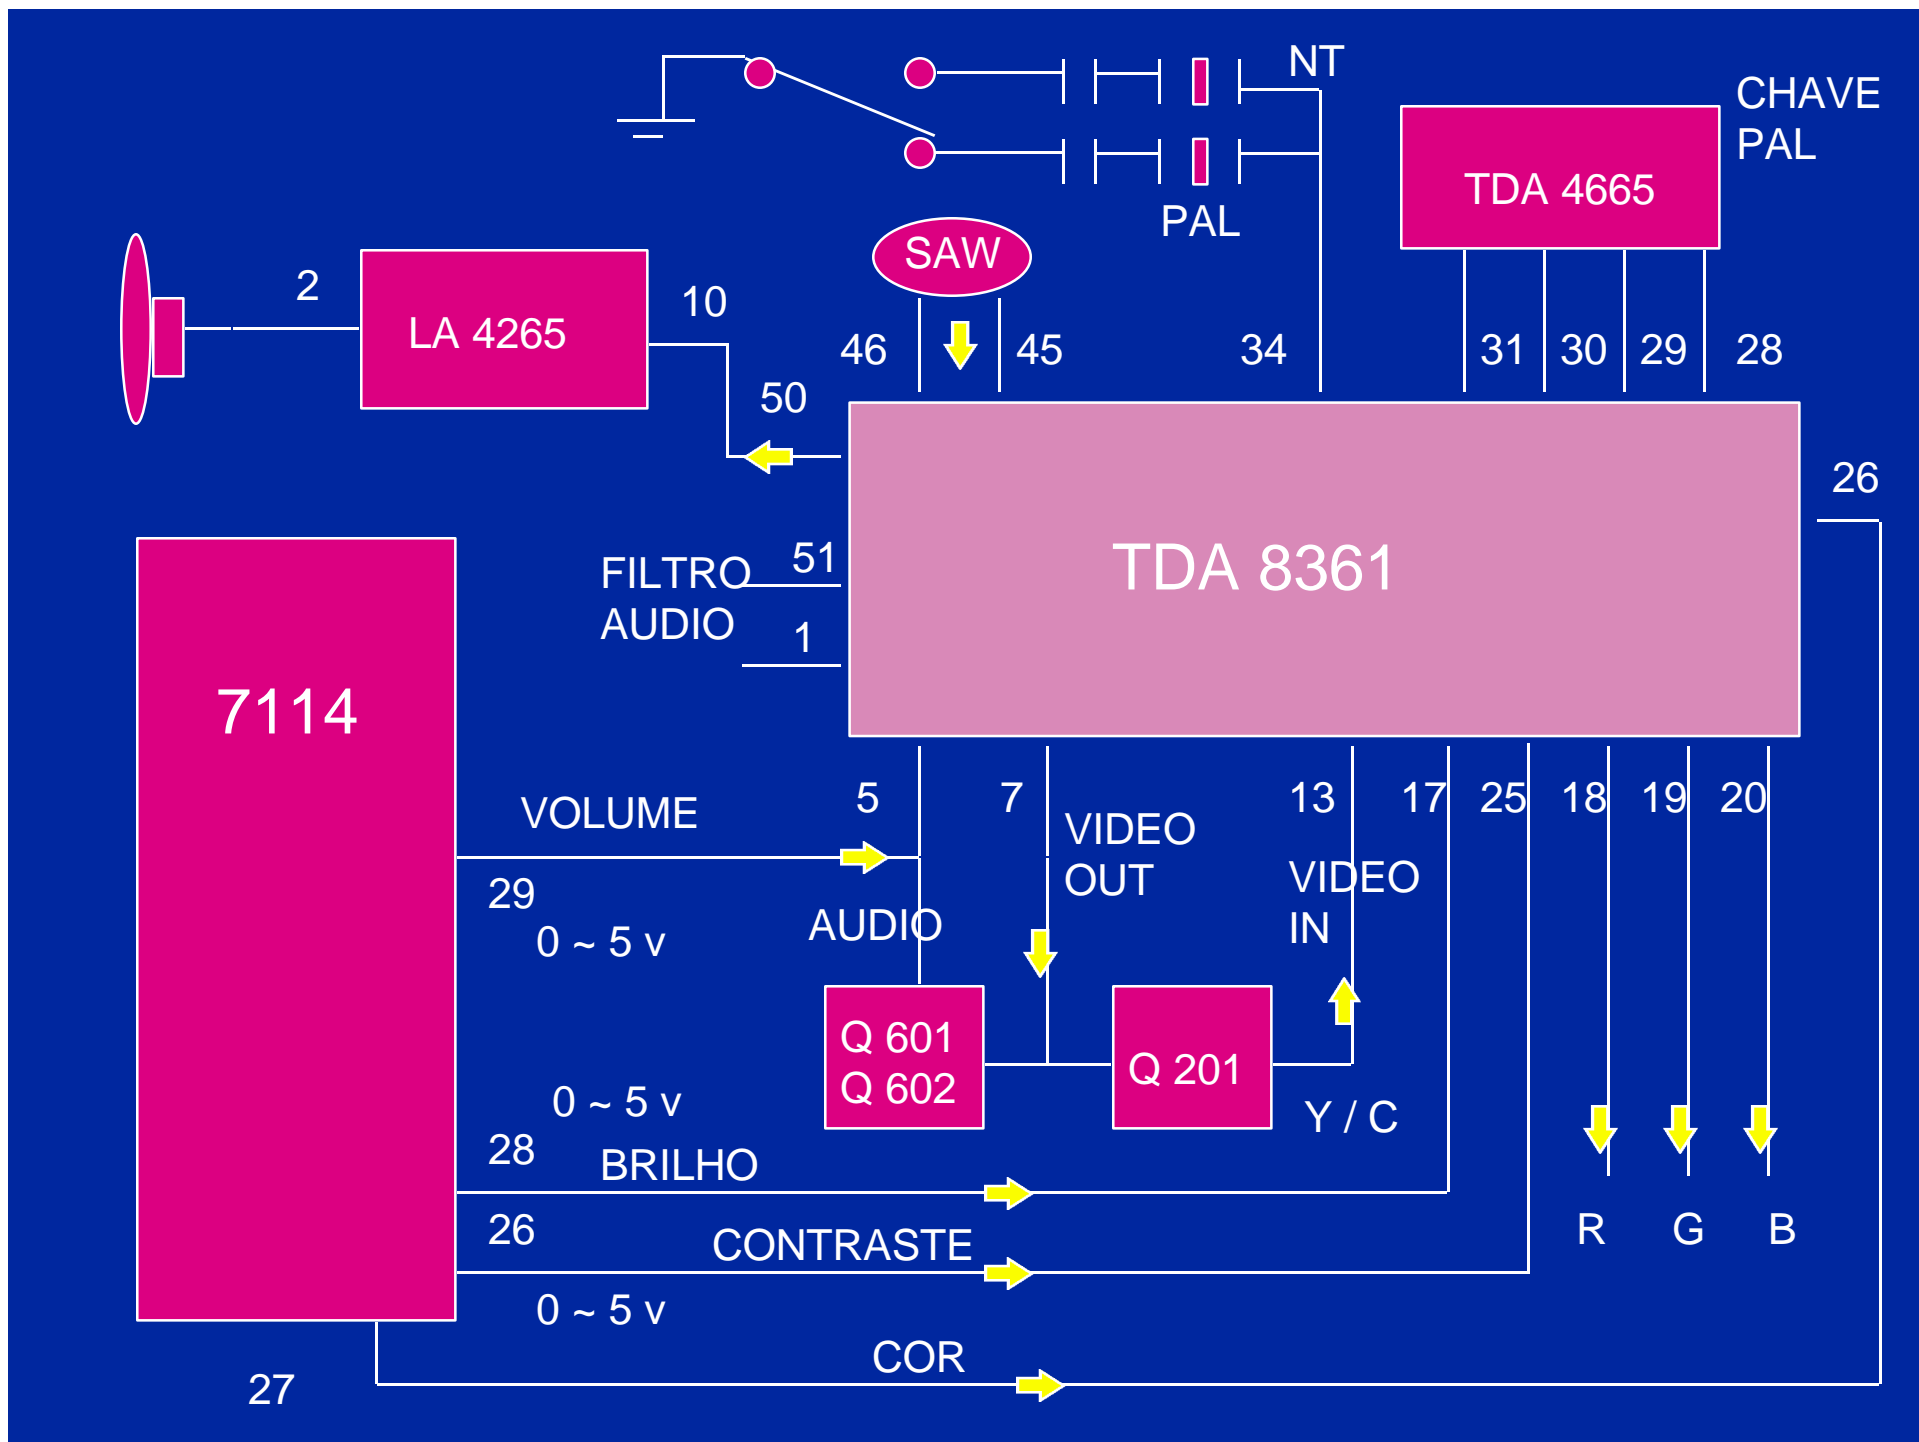 NT
CHAVE
PAL
TDA 4665
PAL
SAW
2
LA 4265
10
46
45
34
31
30
29
28
50
26
FILTRO
AUDIO
51
1
TDA 8361
7114
VOLUME
5
7
13
17
25
18
19
20
VIDEO
OUT
VIDEO
IN
29
0 ~ 5 v
AUDIO
Q 601
Q 602
Q 201
Y / C
0 ~ 5 v
28
BRILHO
26
CONTRASTE
R
G
B
0 ~ 5 v
COR
27